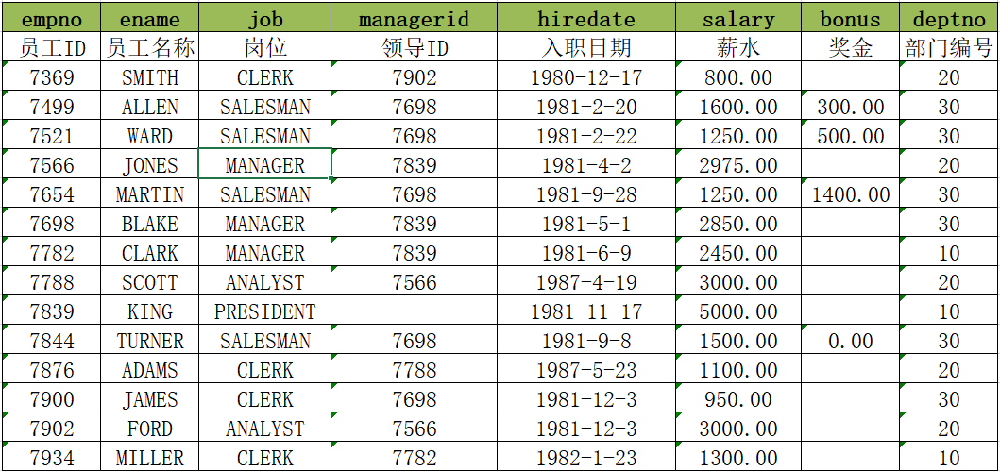 empno ename job managerid hiredate salary bonus deptno
员工ID 员工名称 岗位 领导ID 入职日期 薪水 奖金 部门编号
7369 SMITH CLERK 7902 1980-12-17 800.00 20
7499 ALLEN SALESMAN 7698 1981-2-20 1600.00 300.00 30
7521 WARD SALESMAN 7698 1981-2-22 1250.00 500.00 30
7566 JONES MANAGER 7839 1981-4-2 2975.00 20
7654 MARTIN SALESMAN 7698 1981-9-28 1250.00 1400.00 30
7698 BLAKE MANAGER 7839 1981-5-1 2850.00 30
7782 CLARK MANAGER 7839 1981-6-9 2450.00 10
7788 SCOTT ANALYST 7566 1987-4-19 3000.00 20
7839 KING PRESIDENT 1981-11-17 5000.00 10
7844 TURNER SALESMAN 7698 1981-9-8 1500.00 0.00 30
7876 ADAMS CLERK 7788 1987-5-23 1100.00 20
7900 JAMES CLERK 7698 1981-12-3 950.00 30
7902 FORD ANALYST 7566 1981-12-3 3000.00 20
7934 MILLER CLERK 7782 1982-1-23 1300.00 10